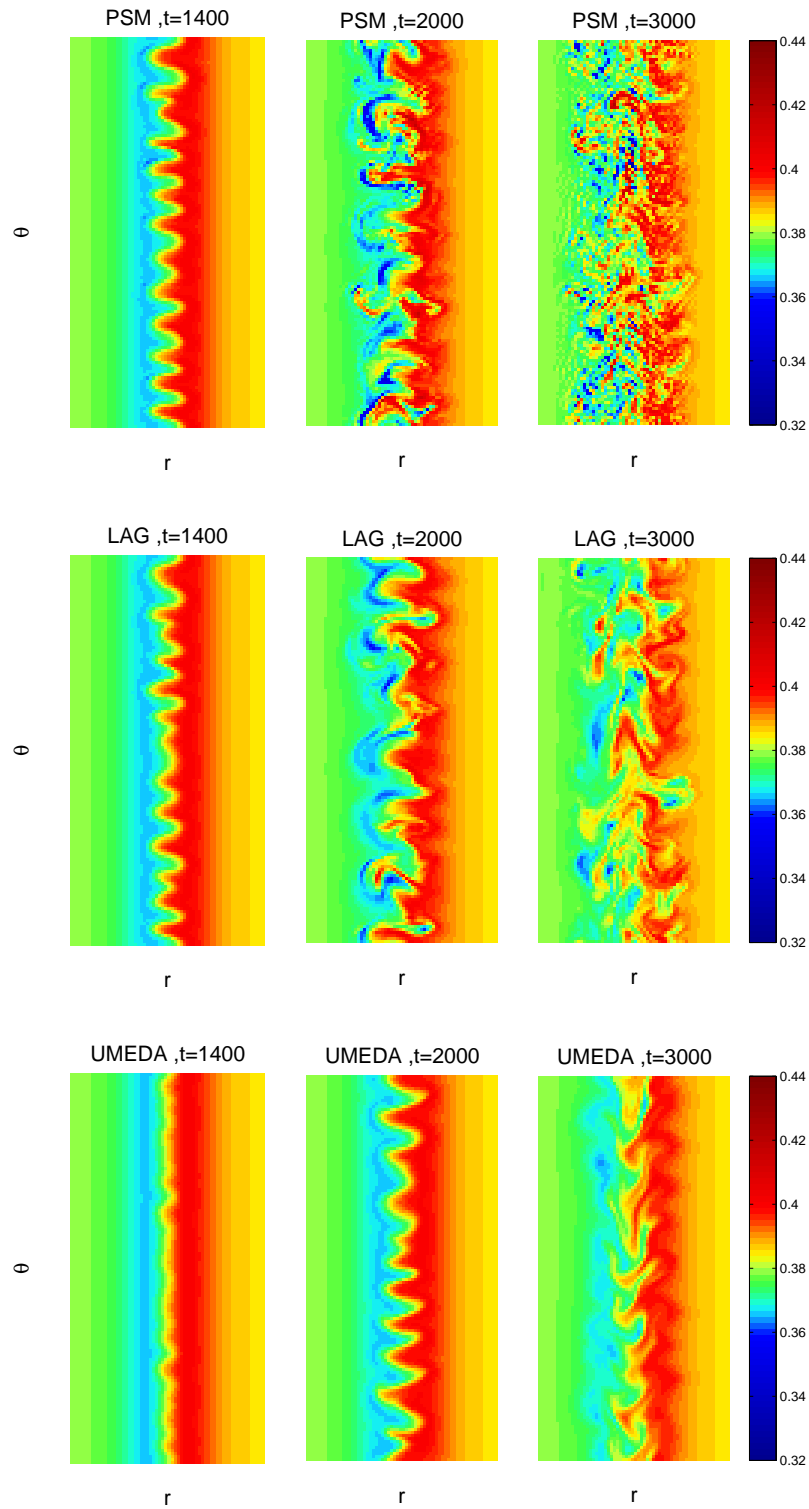 PSM ,t=1400
PSM ,t=2000
PSM ,t=3000
0.44
0.42
0.4
0.38
0.36
0.34
0.32
θ
r
r
r
LAG ,t=1400
LAG ,t=2000
LAG ,t=3000
0.44
0.42
0.4
0.38
0.36
0.34
0.32
θ
r
r
r
UMEDA ,t=1400
UMEDA ,t=2000
UMEDA ,t=3000
0.44
0.42
0.4
0.38
0.36
0.34
0.32
θ
r
r
r